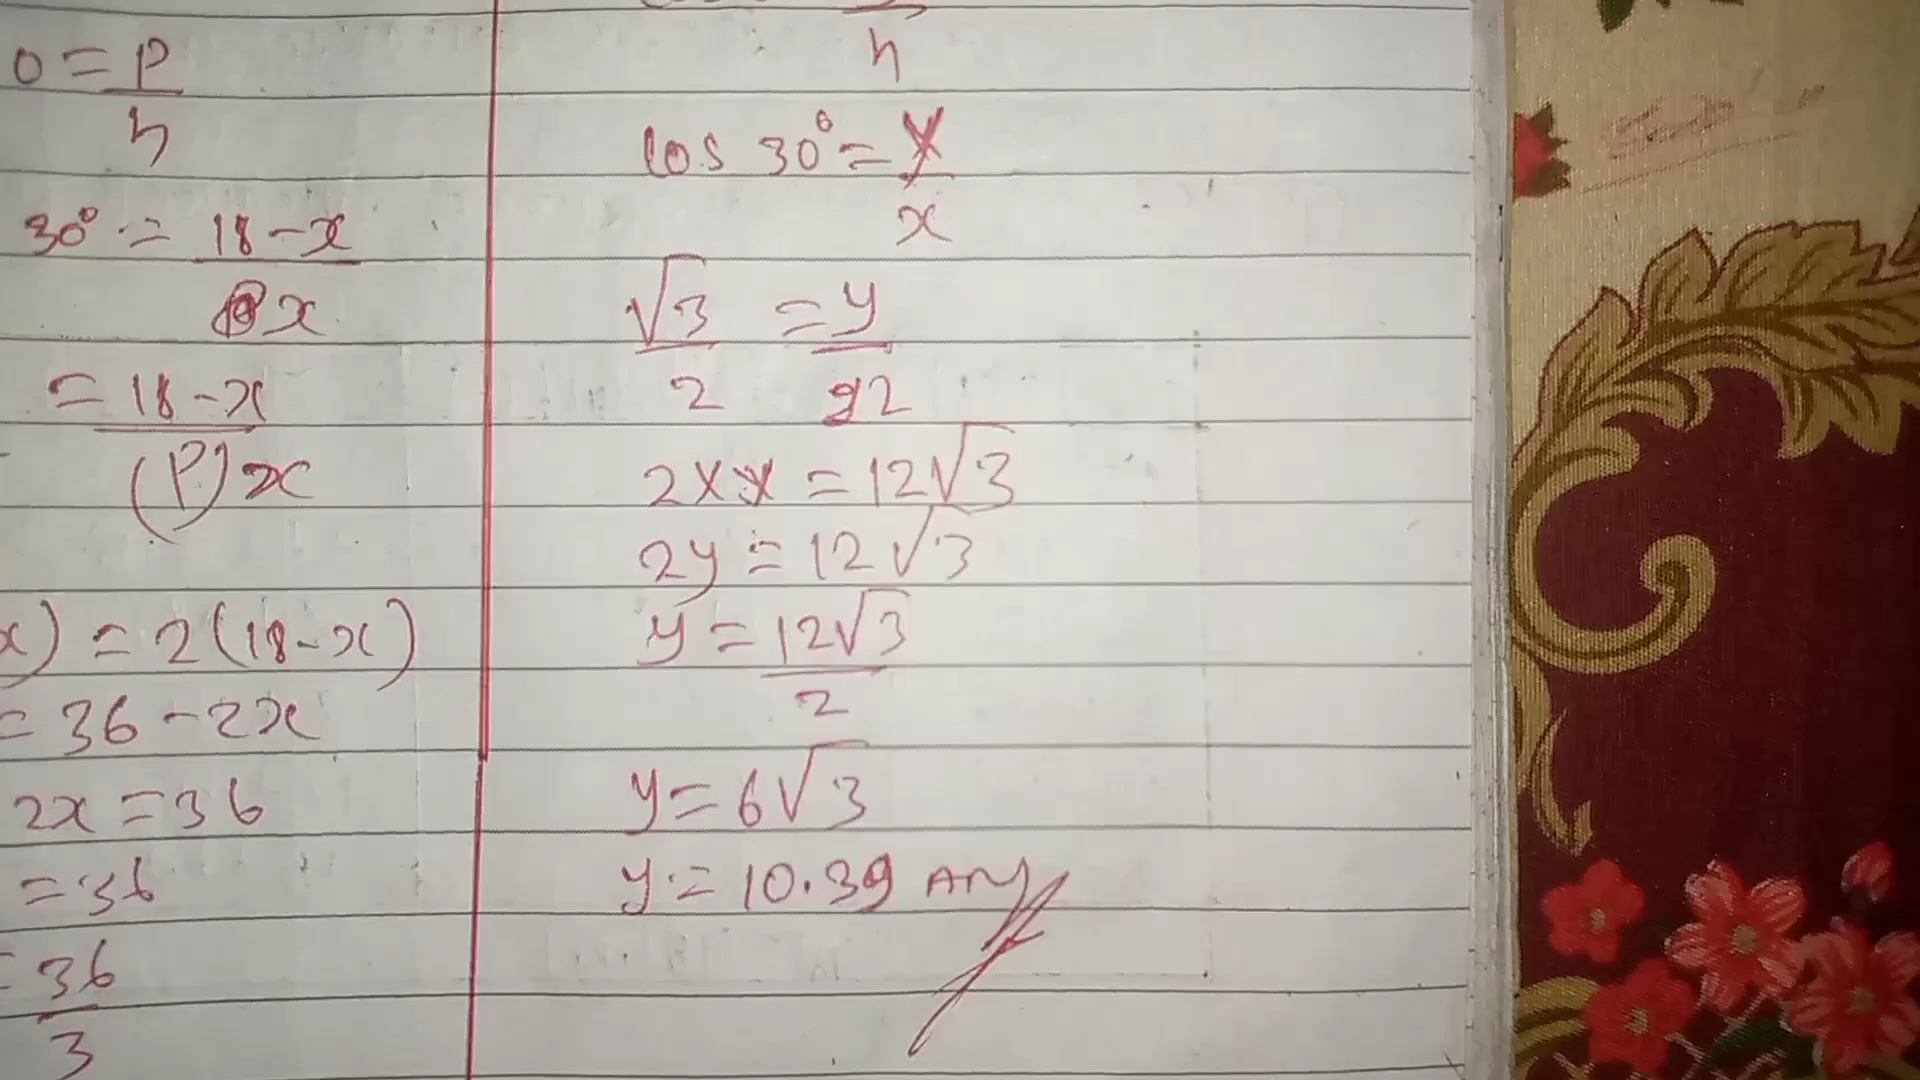 0 = p
h
30° = 18 - x
x
= 18 - x
(P) x
x) = 2(18 - x)
= 36 - 2x
2x = 36
= 36
= 36
3
h
cos 30° = y
x
√3 = y
2 12
2 x y = 12√3
2y = 12√3
y = 12√3
2
y = 6√3
y = 10.39 Ans